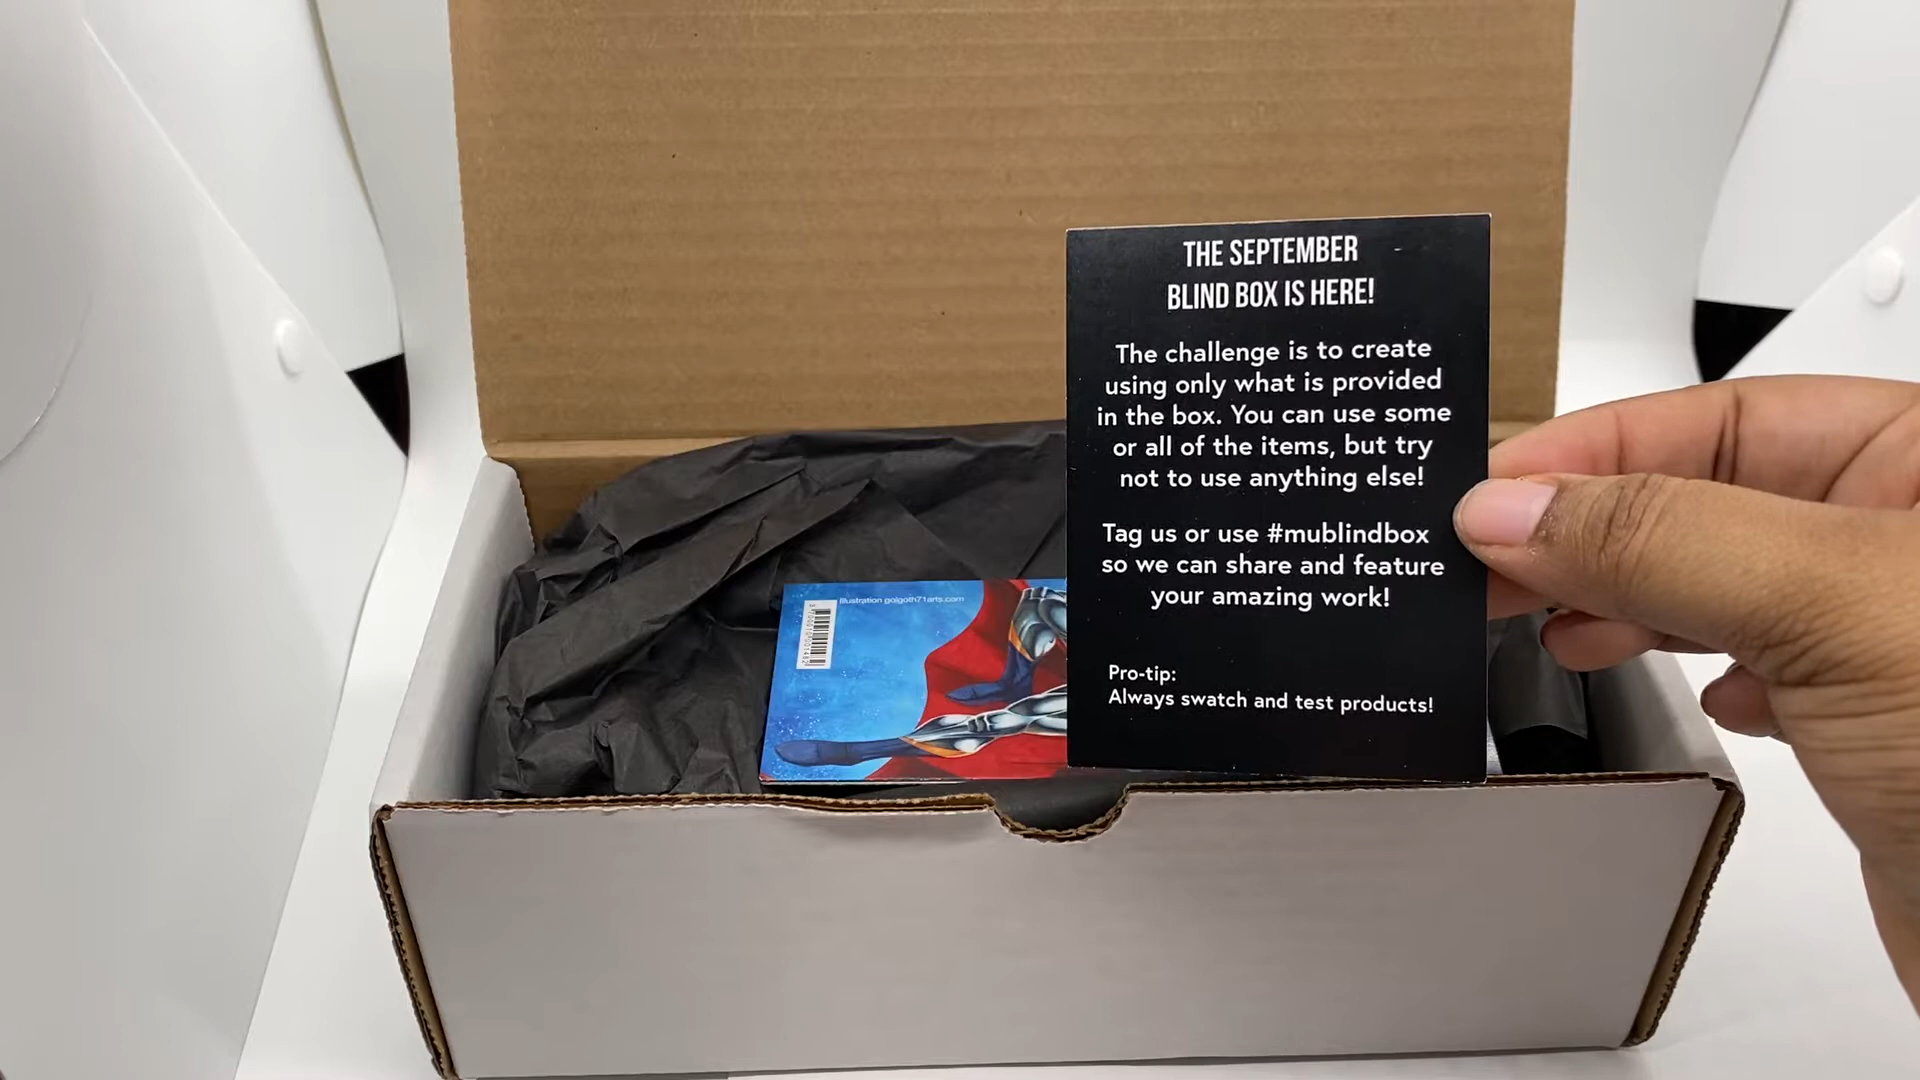 THE SEPTEMBER
BLIND BOX IS HERE!
The challenge is to create
using only what is provided
in the box. You can use some
or all of the items, but try
not to use anything else!
Tag us or use #mublindbox
so we can share and feature
your amazing work!
Pro-tip:
Always swatch and test products!
Illustration golgoth71arts.com